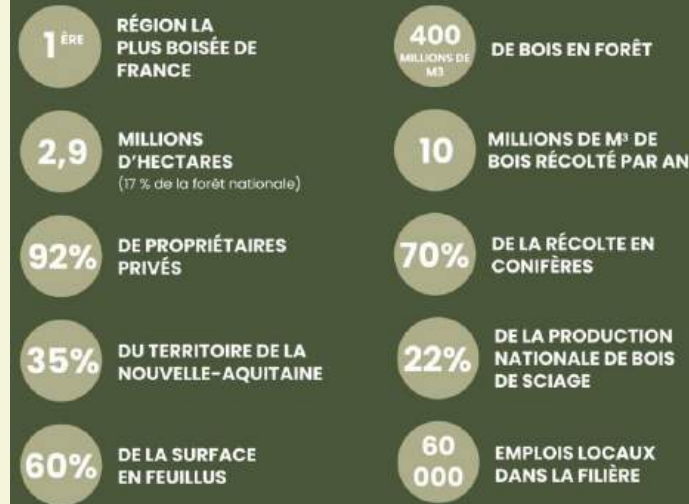 1 ÈRE
RÉGION LA
PLUS BOISÉE DE
FRANCE
2,9
MILLIONS
D'HECTARES
(17 % de la forêt nationale)
92%
DE PROPRIÉTAIRES
PRIVÉS
35%
DU TERRITOIRE DE LA
NOUVELLE-AQUITAINE
60%
DE LA SURFACE
EN FEUILLUS
400
MILLIONS DE
M3
DE BOIS EN FORÊT
10
MILLIONS DE M³ DE
BOIS RÉCOLTÉ PAR AN
70%
DE LA RÉCOLTE EN
CONIFÈRES
22%
DE LA PRODUCTION
NATIONALE DE BOIS
DE SCIAGE
60
000
EMPLOIS LOCAUX
DANS LA FILIÈRE